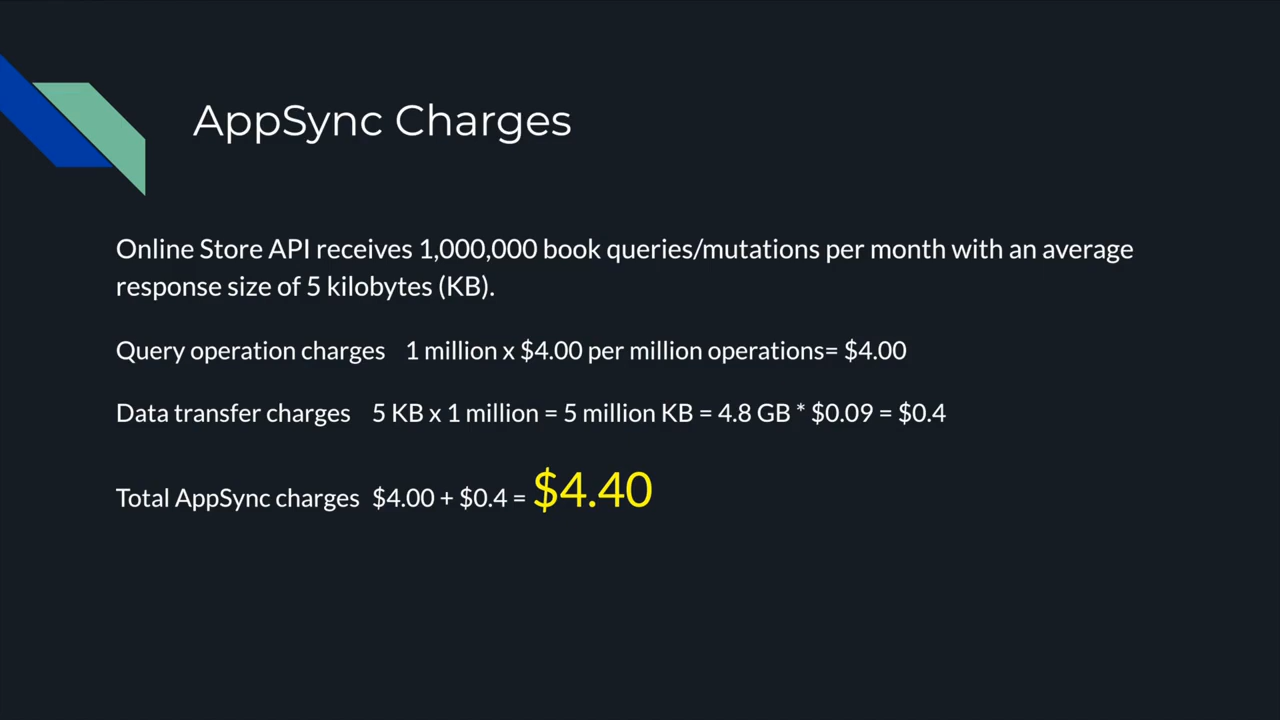 AppSync Charges
Online Store API receives 1,000,000 book queries/mutations per month with an average
response size of 5 kilobytes (KB).
Query operation charges 1 million x $4.00 per million operations= $4.00
Data transfer charges 5 KB x 1 million = 5 million KB = 4.8 GB * $0.09 = $0.4
Total AppSync charges $4.00 + $0.4 = $4.40